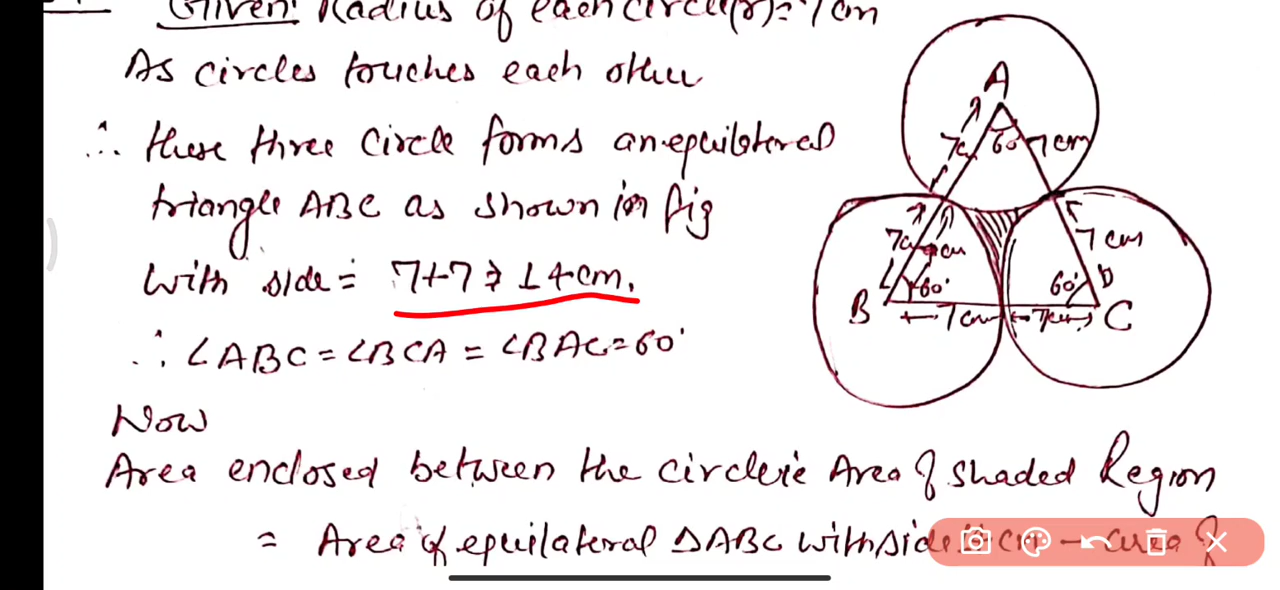 Given: Radius of each circle(r)=7cm
As circles touches each other
∴ these three circle forms an equilateral
triangle ABC as shown in fig
with side = 7+7 ⇒ 14cm.
∴ ∠ABC = ∠BCA = ∠BAC = 60°
Now
Area enclosed between the circle i.e Area of shaded Region
= Area of equilateral △ABC with side 14 cm - area of
A
60°
7cm
7cm
7cm
7cm
B
60°
60°
7cm
7cm
C